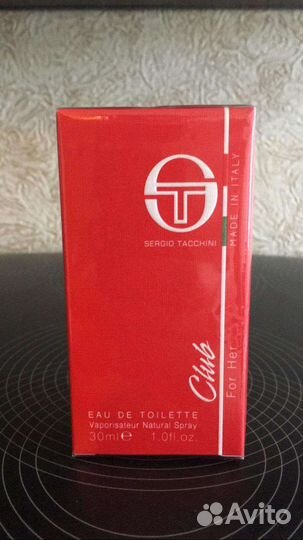 SERGIO TACCHINI
MADE IN ITALY
Club
For Her
EAU DE TOILETTE
Vaporisateur Natural Spray
30ml℮ 1.0fl.oz.
Avito